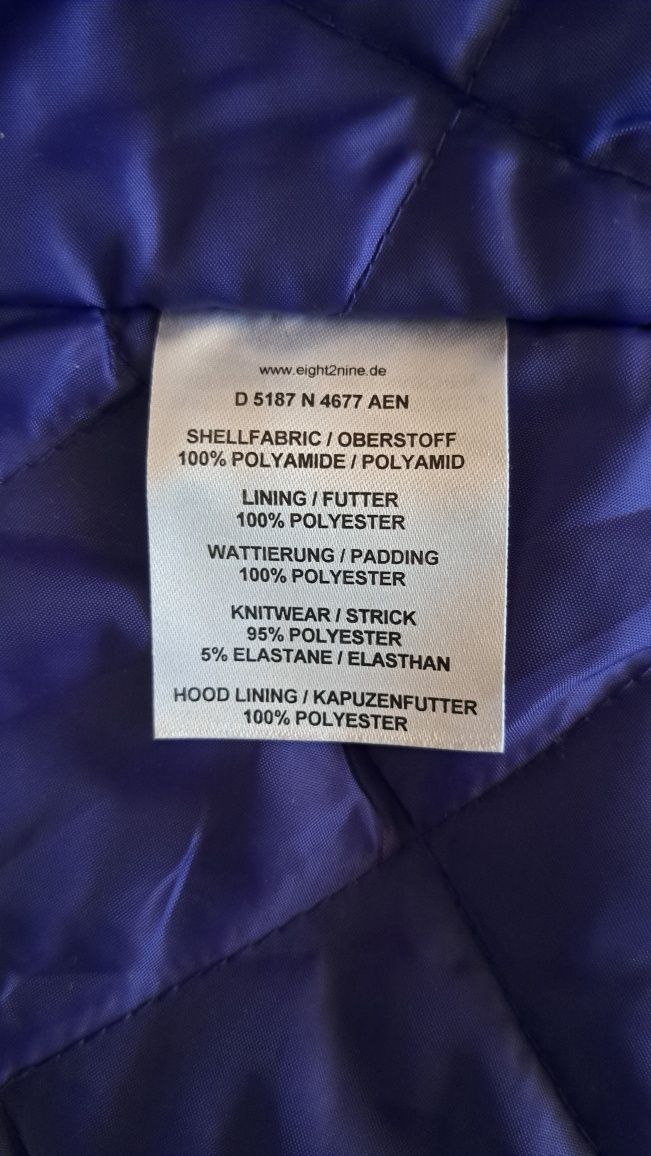 www.eight2nine.de
D 5187 N 4677 AEN
SHELLFABRIC / OBERSTOFF
100% POLYAMIDE / POLYAMID
LINING / FUTTER
100% POLYESTER
WATTIERUNG / PADDING
100% POLYESTER
KNITWEAR / STRICK
95% POLYESTER
5% ELASTANE / ELASTHAN
HOOD LINING / KAPUZENFUTTER
100% POLYESTER